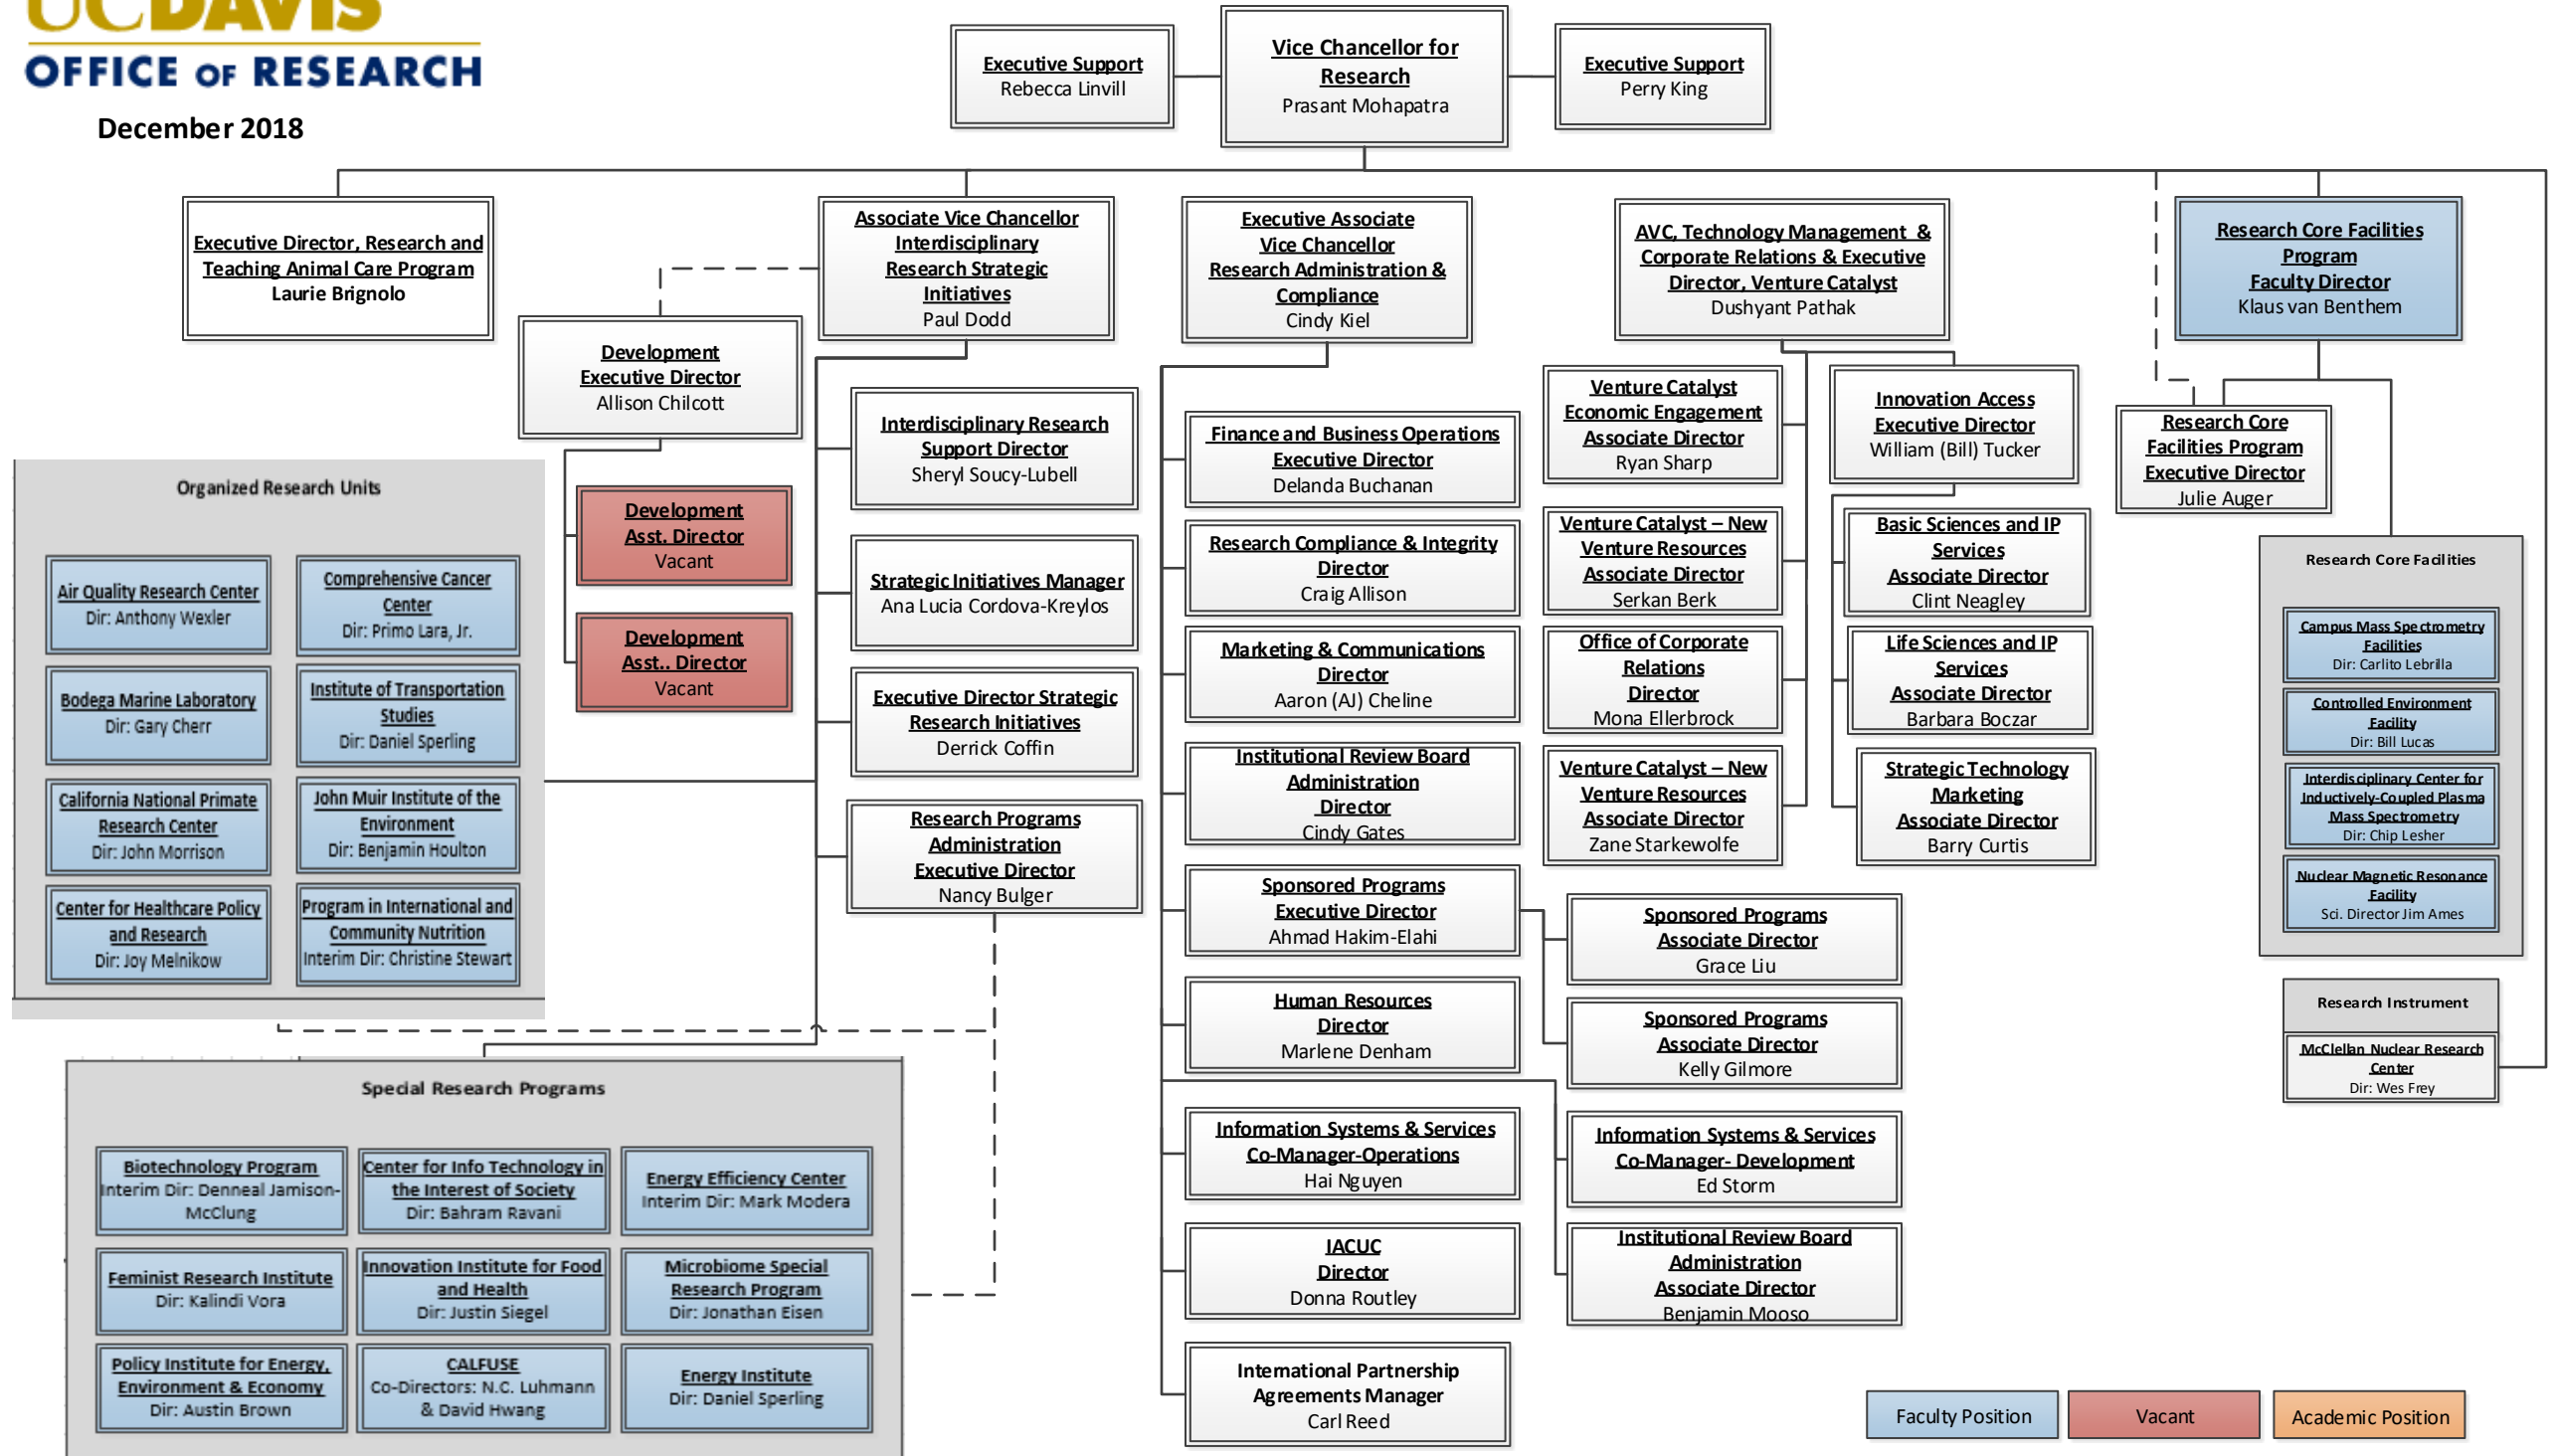 UCDAVIS
OFFICE OF RESEARCH
December 2018
Executive Support
Rebecca Linvill
Vice Chancellor for
Research
Prasant Mohapatra
Executive Support
Perry King
Executive Director, Research and
Teaching Animal Care Program
Laurie Brignolo
Associate Vice Chancellor
Interdisciplinary
Research Strategic
Initiatives
Paul Dodd
Executive Associate
Vice Chancellor
Research Administration &
Compliance
Cindy Kiel
AVC, Technology Management &
Corporate Relations & Executive
Director, Venture Catalyst
Dushyant Pathak
Research Core Facilities
Program
Faculty Director
Klaus van Benthem
Development
Executive Director
Allison Chilcott
Development
Asst. Director
Vacant
Development
Asst.. Director
Vacant
Interdisciplinary Research
Support Director
Sheryl Soucy-Lubell
Strategic Initiatives Manager
Ana Lucia Cordova-Kreylos
Executive Director Strategic
Research Initiatives
Derrick Coffin
Research Programs
Administration
Executive Director
Nancy Bulger
Organized Research Units
Air Quality Research Center
Dir: Anthony Wexler
Comprehensive Cancer
Center
Dir: Primo Lara, Jr.
Bodega Marine Laboratory
Dir: Gary Cherr
Institute of Transportation
Studies
Dir: Daniel Sperling
California National Primate
Research Center
Dir: John Morrison
John Muir Institute of the
Environment
Dir: Benjamin Houlton
Center for Healthcare Policy
and Research
Dir: Joy Melnikow
Program in International and
Community Nutrition
Interim Dir: Christine Stewart
Special Research Programs
Biotechnology Program
Interim Dir: Denneal Jamison-
McClung
Center for Info Technology in
the Interest of Society
Dir: Bahram Ravani
Energy Efficiency Center
Interim Dir: Mark Modera
Feminist Research Institute
Dir: Kalindi Vora
Innovation Institute for Food
and Health
Dir: Justin Siegel
Microbiome Special
Research Program
Dir: Jonathan Eisen
Policy Institute for Energy,
Environment & Economy
Dir: Austin Brown
CALFUSE
Co-Directors: N.C. Luhmann
& David Hwang
Energy Institute
Dir: Daniel Sperling
Finance and Business Operations
Executive Director
Delanda Buchanan
Research Compliance & Integrity
Director
Craig Allison
Marketing & Communications
Director
Aaron (AJ) Cheline
Institutional Review Board
Administration
Director
Cindy Gates
Sponsored Programs
Executive Director
Ahmad Hakim-Elahi
Sponsored Programs
Associate Director
Grace Liu
Sponsored Programs
Associate Director
Kelly Gilmore
Human Resources
Director
Marlene Denham
Information Systems & Services
Co-Manager-Operations
Hai Nguyen
Information Systems & Services
Co-Manager- Development
Ed Storm
IACUC
Director
Donna Routley
Institutional Review Board
Administration
Associate Director
Benjamin Mooso
International Partnership
Agreements Manager
Carl Reed
Venture Catalyst
Economic Engagement
Associate Director
Ryan Sharp
Venture Catalyst – New
Venture Resources
Associate Director
Serkan Berk
Office of Corporate
Relations
Director
Mona Ellerbrock
Venture Catalyst – New
Venture Resources
Associate Director
Zane Starkewolfe
Innovation Access
Executive Director
William (Bill) Tucker
Basic Sciences and IP
Services
Associate Director
Clint Neagley
Life Sciences and IP
Services
Associate Director
Barbara Boczar
Strategic Technology
Marketing
Associate Director
Barry Curtis
Research Core
Facilities Program
Executive Director
Julie Auger
Research Core Facilities
Campus Mass Spectrometry
Facilities
Dir: Carlito Lebrilla
Controlled Environment
Facility
Dir: Bill Lucas
Interdisciplinary Center for
Inductively-Coupled Plasma
Mass Spectrometry
Dir: Chip Lesher
Nuclear Magnetic Resonance
Facility
Sci. Director Jim Ames
Research Instrument
McClellan Nuclear Research
Center
Dir: Wes Frey
Faculty Position
Vacant
Academic Position